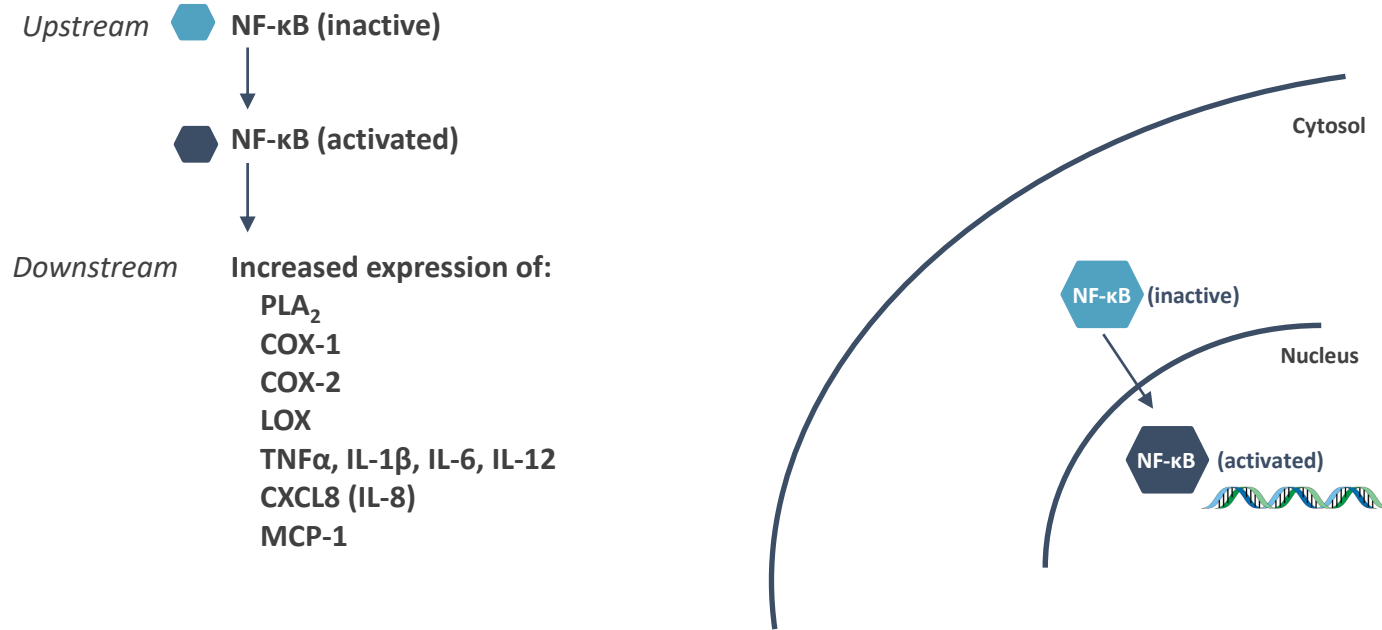 Upstream NF-κB (inactive)
NF-κB (activated)
Downstream Increased expression of:
PLA₂
COX-1
COX-2
LOX
TNFα, IL-1β, IL-6, IL-12
CXCL8 (IL-8)
MCP-1
Cytosol
NF-κB (inactive)
Nucleus
NF-κB (activated)